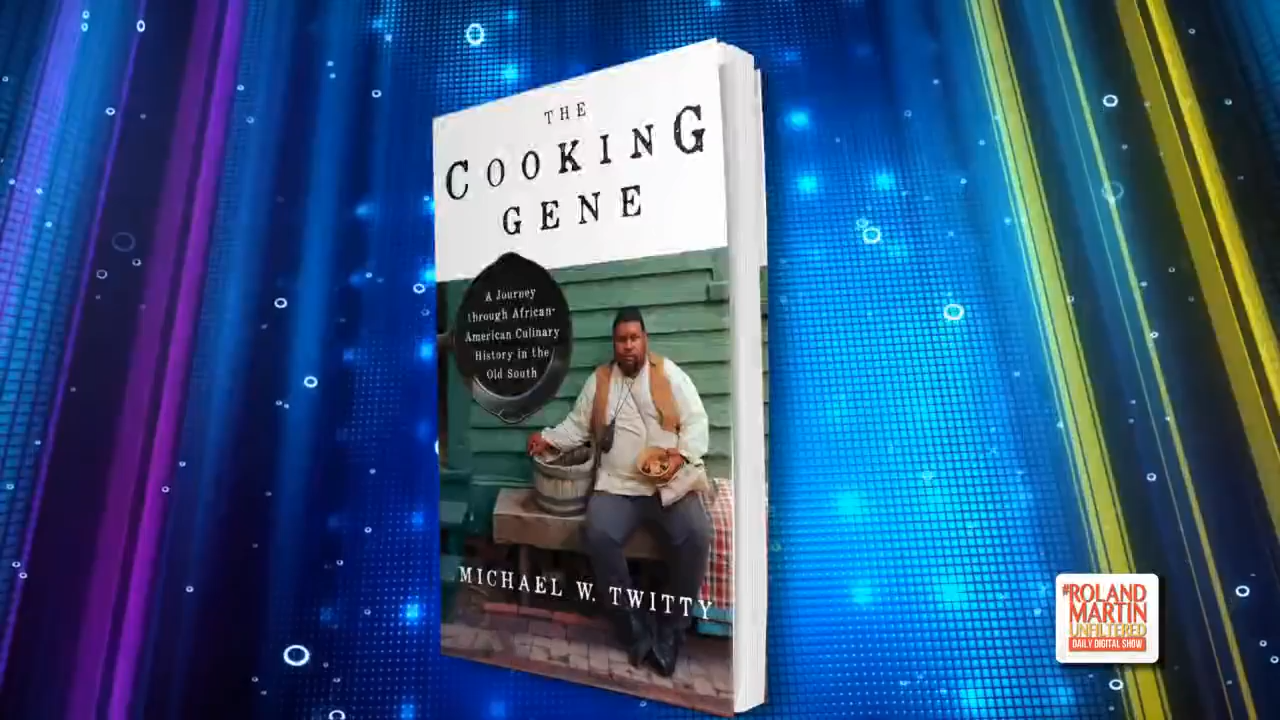 THE
COOKING
GENE
A Journey
through African-
American Culinary
History in the
Old South
MICHAEL W. TWITTY
#ROLAND
MARTIN
UNFILTERED
DAILY DIGITAL SHOW